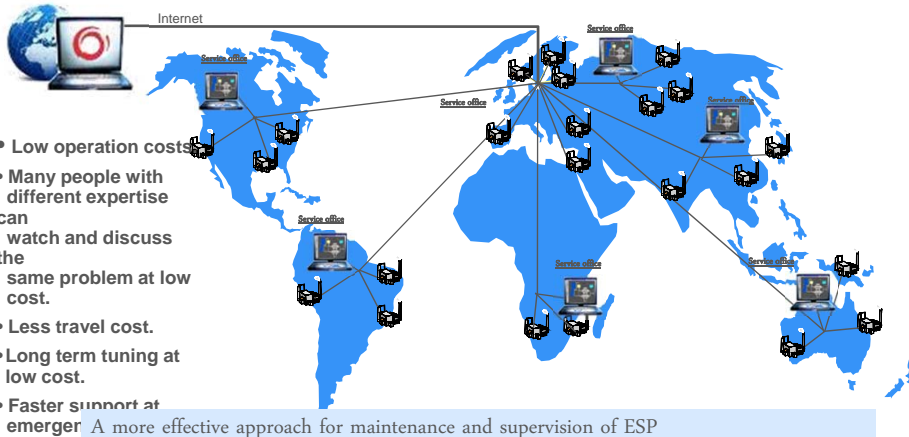 Internet
Service office
Service office
Service office
Service office
Service office
Service office
Service office
• Low operation costs
• Many people with
different expertise
can
watch and discuss
the
same problem at low
cost.
• Less travel cost.
• Long term tuning at
low cost.
• Faster support at
emergen
A more effective approach for maintenance and supervision of ESP